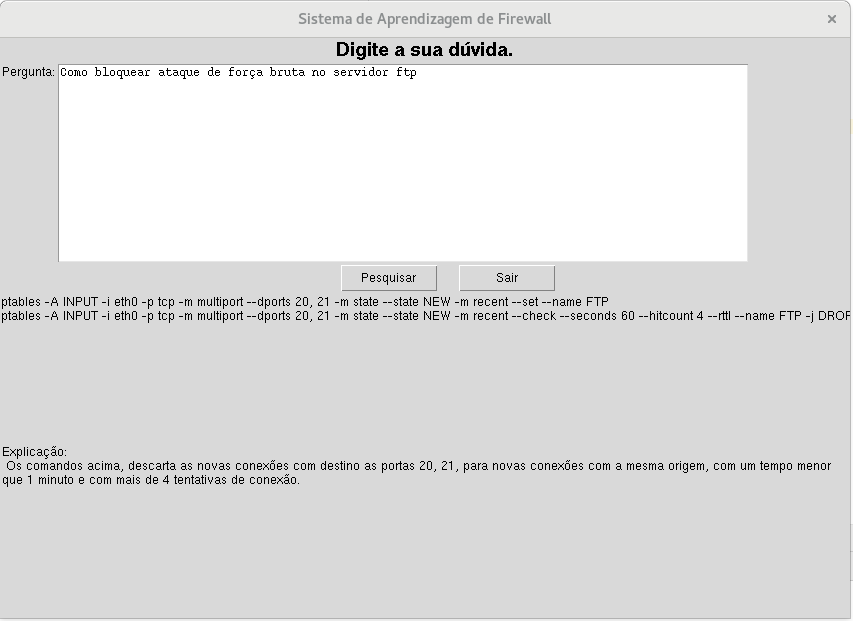 Sistema de Aprendizagem de Firewall ×
Digite a sua dúvida.
Pergunta: Como bloquear ataque de força bruta no servidor ftp
Pesquisar Sair
ptables -A INPUT -i eth0 -p tcp -m multiport --dports 20, 21 -m state --state NEW -m recent --set --name FTP
ptables -A INPUT -i eth0 -p tcp -m multiport --dports 20, 21 -m state --state NEW -m recent --check --seconds 60 --hitcount 4 --rttl --name FTP -j DROP
Explicação:
Os comandos acima, descarta as novas conexões com destino as portas 20, 21, para novas conexões com a mesma origem, com um tempo menor
que 1 minuto e com mais de 4 tentativas de conexão.